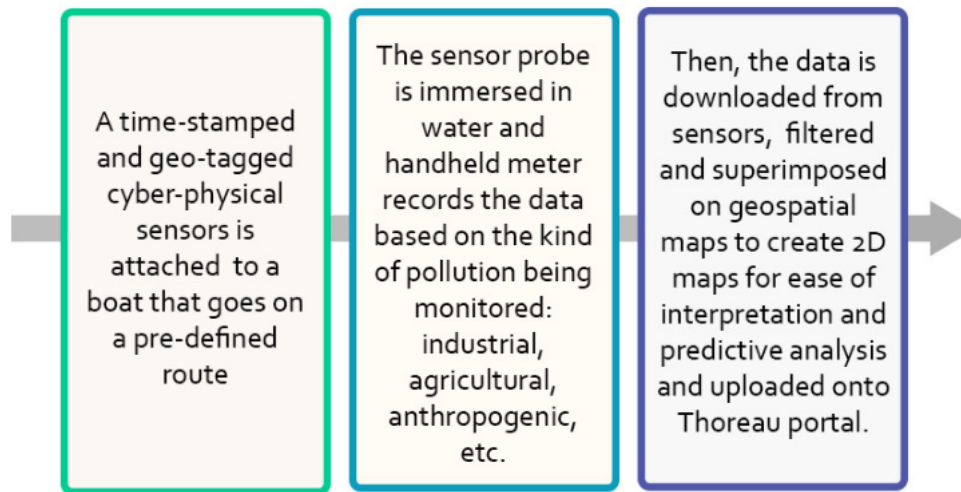 A time-stamped
and geo-tagged
cyber-physical
sensors is
attached to a
boat that goes on
a pre-defined
route
The sensor probe
is immersed in
water and
handheld meter
records the data
based on the kind
of pollution being
monitored:
industrial,
agricultural,
anthropogenic,
etc.
Then, the data is
downloaded from
sensors, filtered
and superimposed
on geospatial
maps to create 2D
maps for ease of
interpretation and
predictive analysis
and uploaded onto
Thoreau portal.